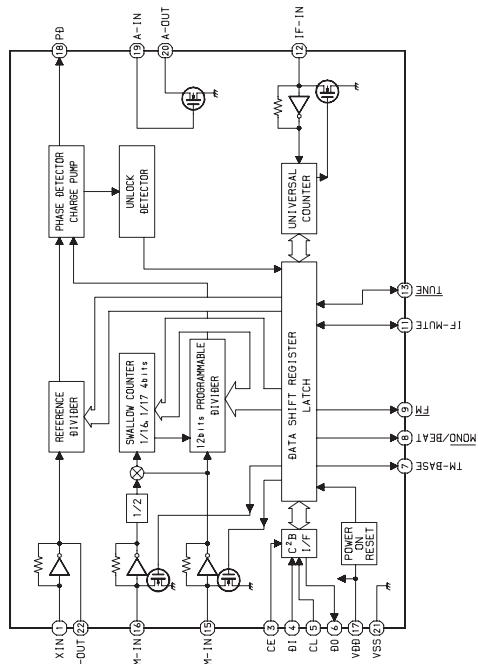 18 PD
19 A-IN
20 A-OUT
12 IF-IN
PHASE DETECTOR
CHARGE PUMP
UNLOCK
DETECTOR
UNIVERSAL
COUNTER
REFERENCE
DIVIDER
SWALLOW COUNTER
1/16, 1/17 4bits
12bits PROGRAMMABLE
DIVIDER
DATA SHIFT REGISTER
LATCH
1/2
C²B
I/F
POWER
ON
RESET
13 TUNE
11 IF-MUTE
9 FM
8 MONO/BEAT
7 TM-BASE
XIN 1
-OUT 22
M-IN 16
M-IN 15
CE 3
DI 4
CL 5
DO 6
VDD 17
VSS 21